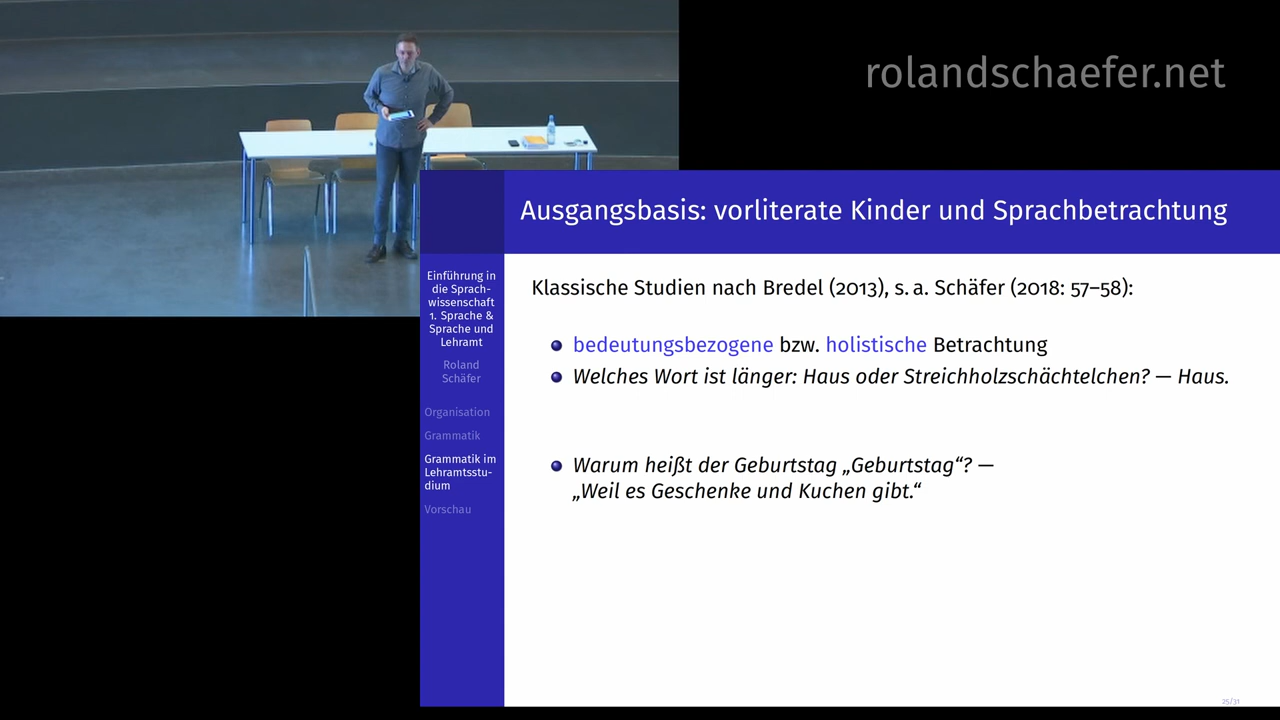 rolandschaefer.net
Ausgangsbasis: vorliterate Kinder und Sprachbetrachtung
Einführung in
die Sprach-
wissenschaft
1. Sprache &
Sprache und
Lehramt
Roland
Schäfer
Organisation
Grammatik
Grammatik im
Lehramtsstu-
dium
Vorschau
Klassische Studien nach Bredel (2013), s. a. Schäfer (2018: 57–58):
bedeutungsbezogene bzw. holistische Betrachtung
Welches Wort ist länger: Haus oder Streichholzschächtelchen? — Haus.
Warum heißt der Geburtstag „Geburtstag“? —
„Weil es Geschenke und Kuchen gibt.“
25/31